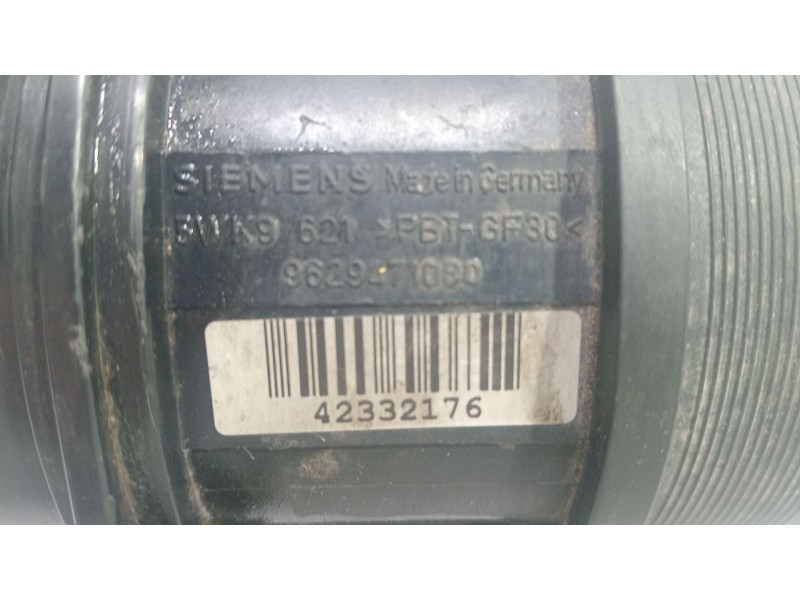 SIEMENS Made in Germany
5WK9 621 >PBT-GF30<
9629471080
42332176